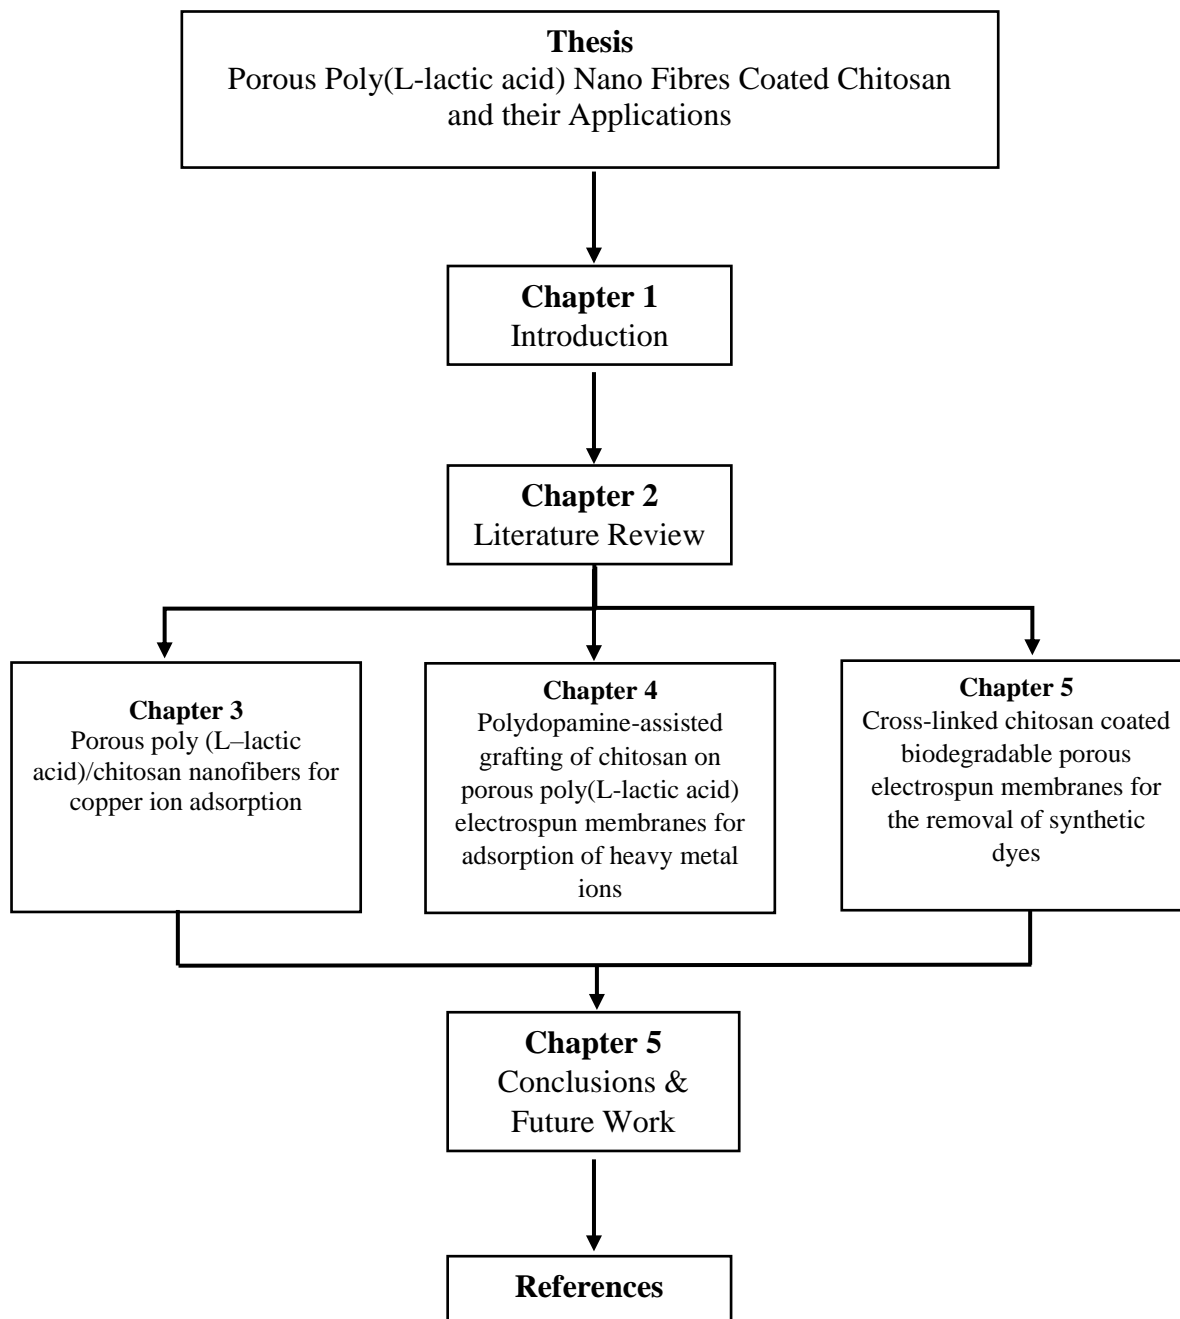 Thesis
Porous Poly(L-lactic acid) Nano Fibres Coated Chitosan
and their Applications
Chapter 1
Introduction
Chapter 2
Literature Review
Chapter 3
Porous poly (L–lactic
acid)/chitosan nanofibers for
copper ion adsorption
Chapter 4
Polydopamine-assisted
grafting of chitosan on
porous poly(L-lactic acid)
electrospun membranes for
adsorption of heavy metal
ions
Chapter 5
Cross-linked chitosan coated
biodegradable porous
electrospun membranes for
the removal of synthetic
dyes
Chapter 5
Conclusions &
Future Work
References